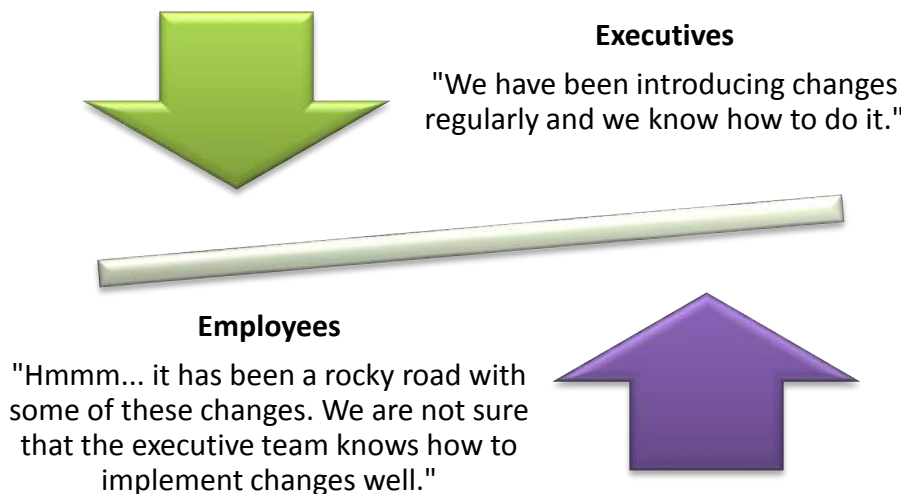 Executives
"We have been introducing changes
regularly and we know how to do it."
Employees
"Hmmm... it has been a rocky road with
some of these changes. We are not sure
that the executive team knows how to
implement changes well."